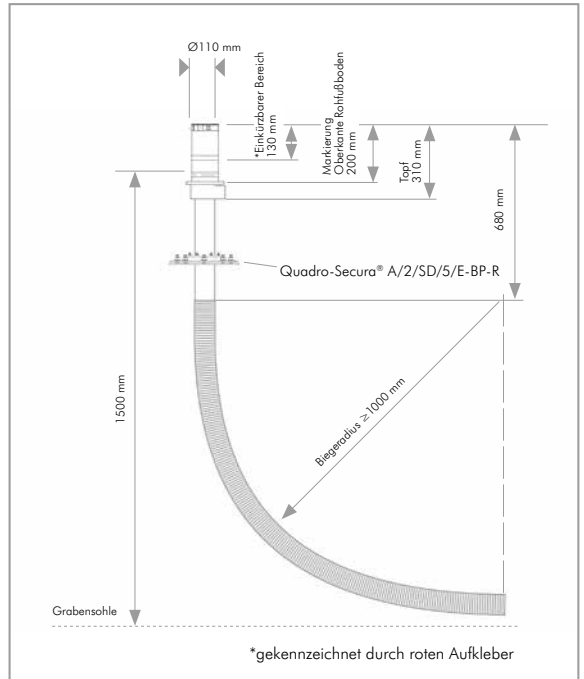 Ø110 mm
*Einkürzbarer Bereich
130 mm
Markierung
Oberkante Rohfußboden
200 mm
Topf
310 mm
680 mm
Quadro-Secura® A/2/SD/5/E-BP-R
1500 mm
Biegeradius ≥1000 mm
Grabensohle
*gekennzeichnet durch roten Aufkleber